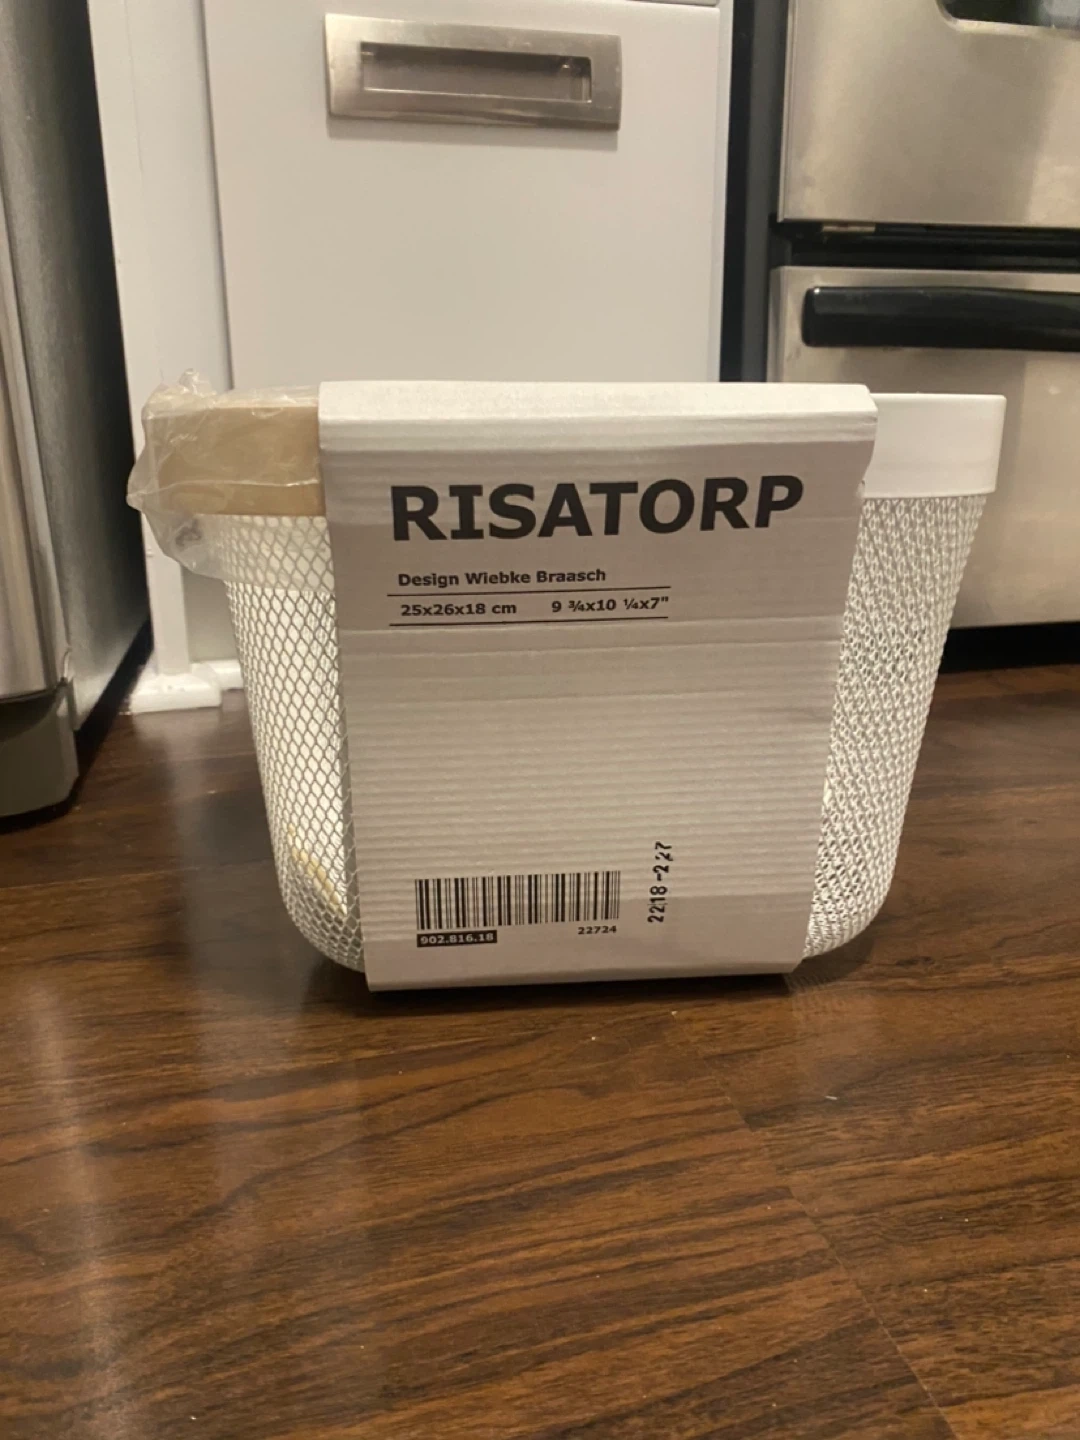 RISATORP
Design Wiebke Braasch
25x26x18 cm 9 ¾x10 ¼x7"
902.816.18
22724
2218-227